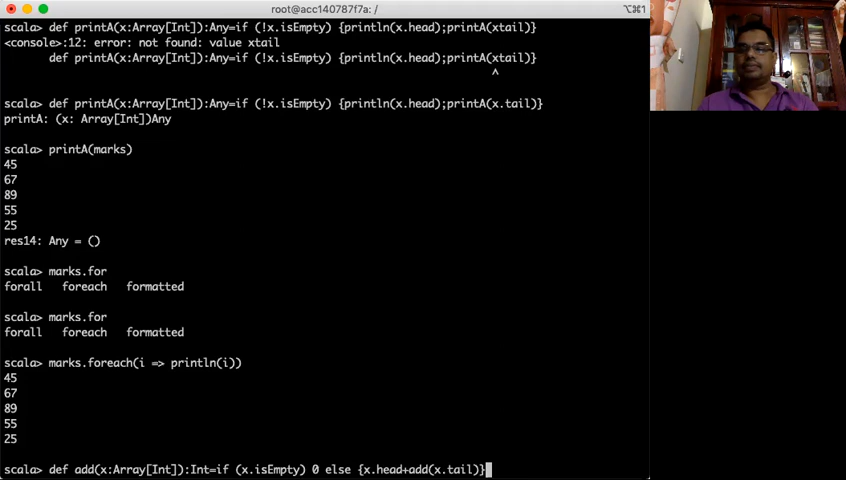 root@acc140787f7a: /
⌥⌘1
scala> def printA(x:Array[Int]):Any=if (!x.isEmpty) {println(x.head);printA(xtail)}
<console>:12: error: not found: value xtail
       def printA(x:Array[Int]):Any=if (!x.isEmpty) {println(x.head);printA(xtail)}
                                                                            ^
scala> def printA(x:Array[Int]):Any=if (!x.isEmpty) {println(x.head);printA(x.tail)}
printA: (x: Array[Int])Any
scala> printA(marks)
45
67
89
55
25
res14: Any = ()
scala> marks.for
forall   foreach   formatted
scala> marks.for
forall   foreach   formatted
scala> marks.foreach(i => println(i))
45
67
89
55
25
scala> def add(x:Array[Int]):Int=if (x.isEmpty) 0 else {x.head+add(x.tail)}